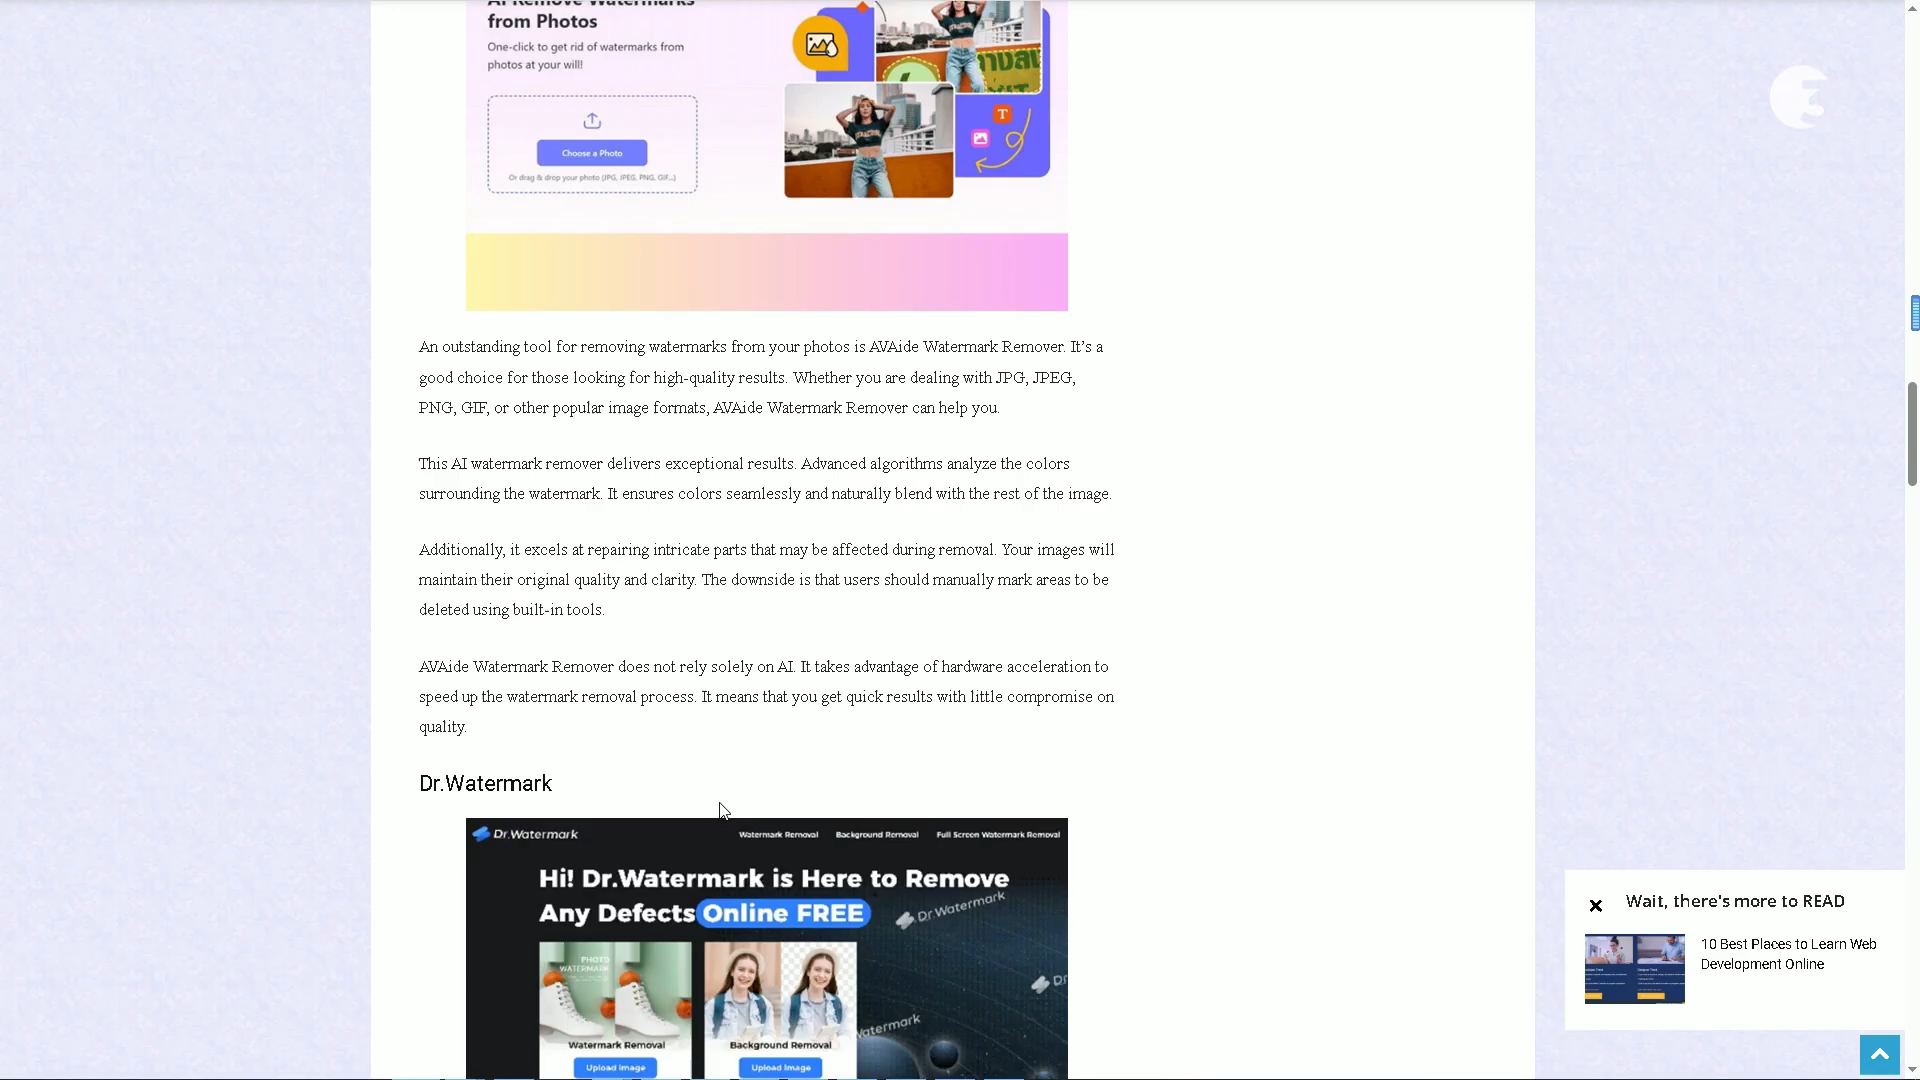 AI Remove Watermarks
from Photos
One-click to get rid of watermarks from
photos at your will!
Choose a Photo
Or drag & drop your photo (JPG, JPEG, PNG, GIF...)
T
An outstanding tool for removing watermarks from your photos is AVAide Watermark Remover. It’s a
good choice for those looking for high-quality results. Whether you are dealing with JPG, JPEG,
PNG, GIF, or other popular image formats, AVAide Watermark Remover can help you.
This AI watermark remover delivers exceptional results. Advanced algorithms analyze the colors
surrounding the watermark. It ensures colors seamlessly and naturally blend with the rest of the image.
Additionally, it excels at repairing intricate parts that may be affected during removal. Your images will
maintain their original quality and clarity. The downside is that users should manually mark areas to be
deleted using built-in tools.
AVAide Watermark Remover does not rely solely on AI. It takes advantage of hardware acceleration to
speed up the watermark removal process. It means that you get quick results with little compromise on
quality.
Dr.Watermark
Dr.Watermark
Watermark Removal
Background Removal
Full Screen Watermark Removal
Hi! Dr.Watermark is Here to Remove
Any Defects Online FREE
Dr.Watermark
PHOTO
WATERMARK
Watermark Removal
Background Removal
Upload Image
Upload Image
Wait, there's more to READ
10 Best Places to Learn Web
Development Online